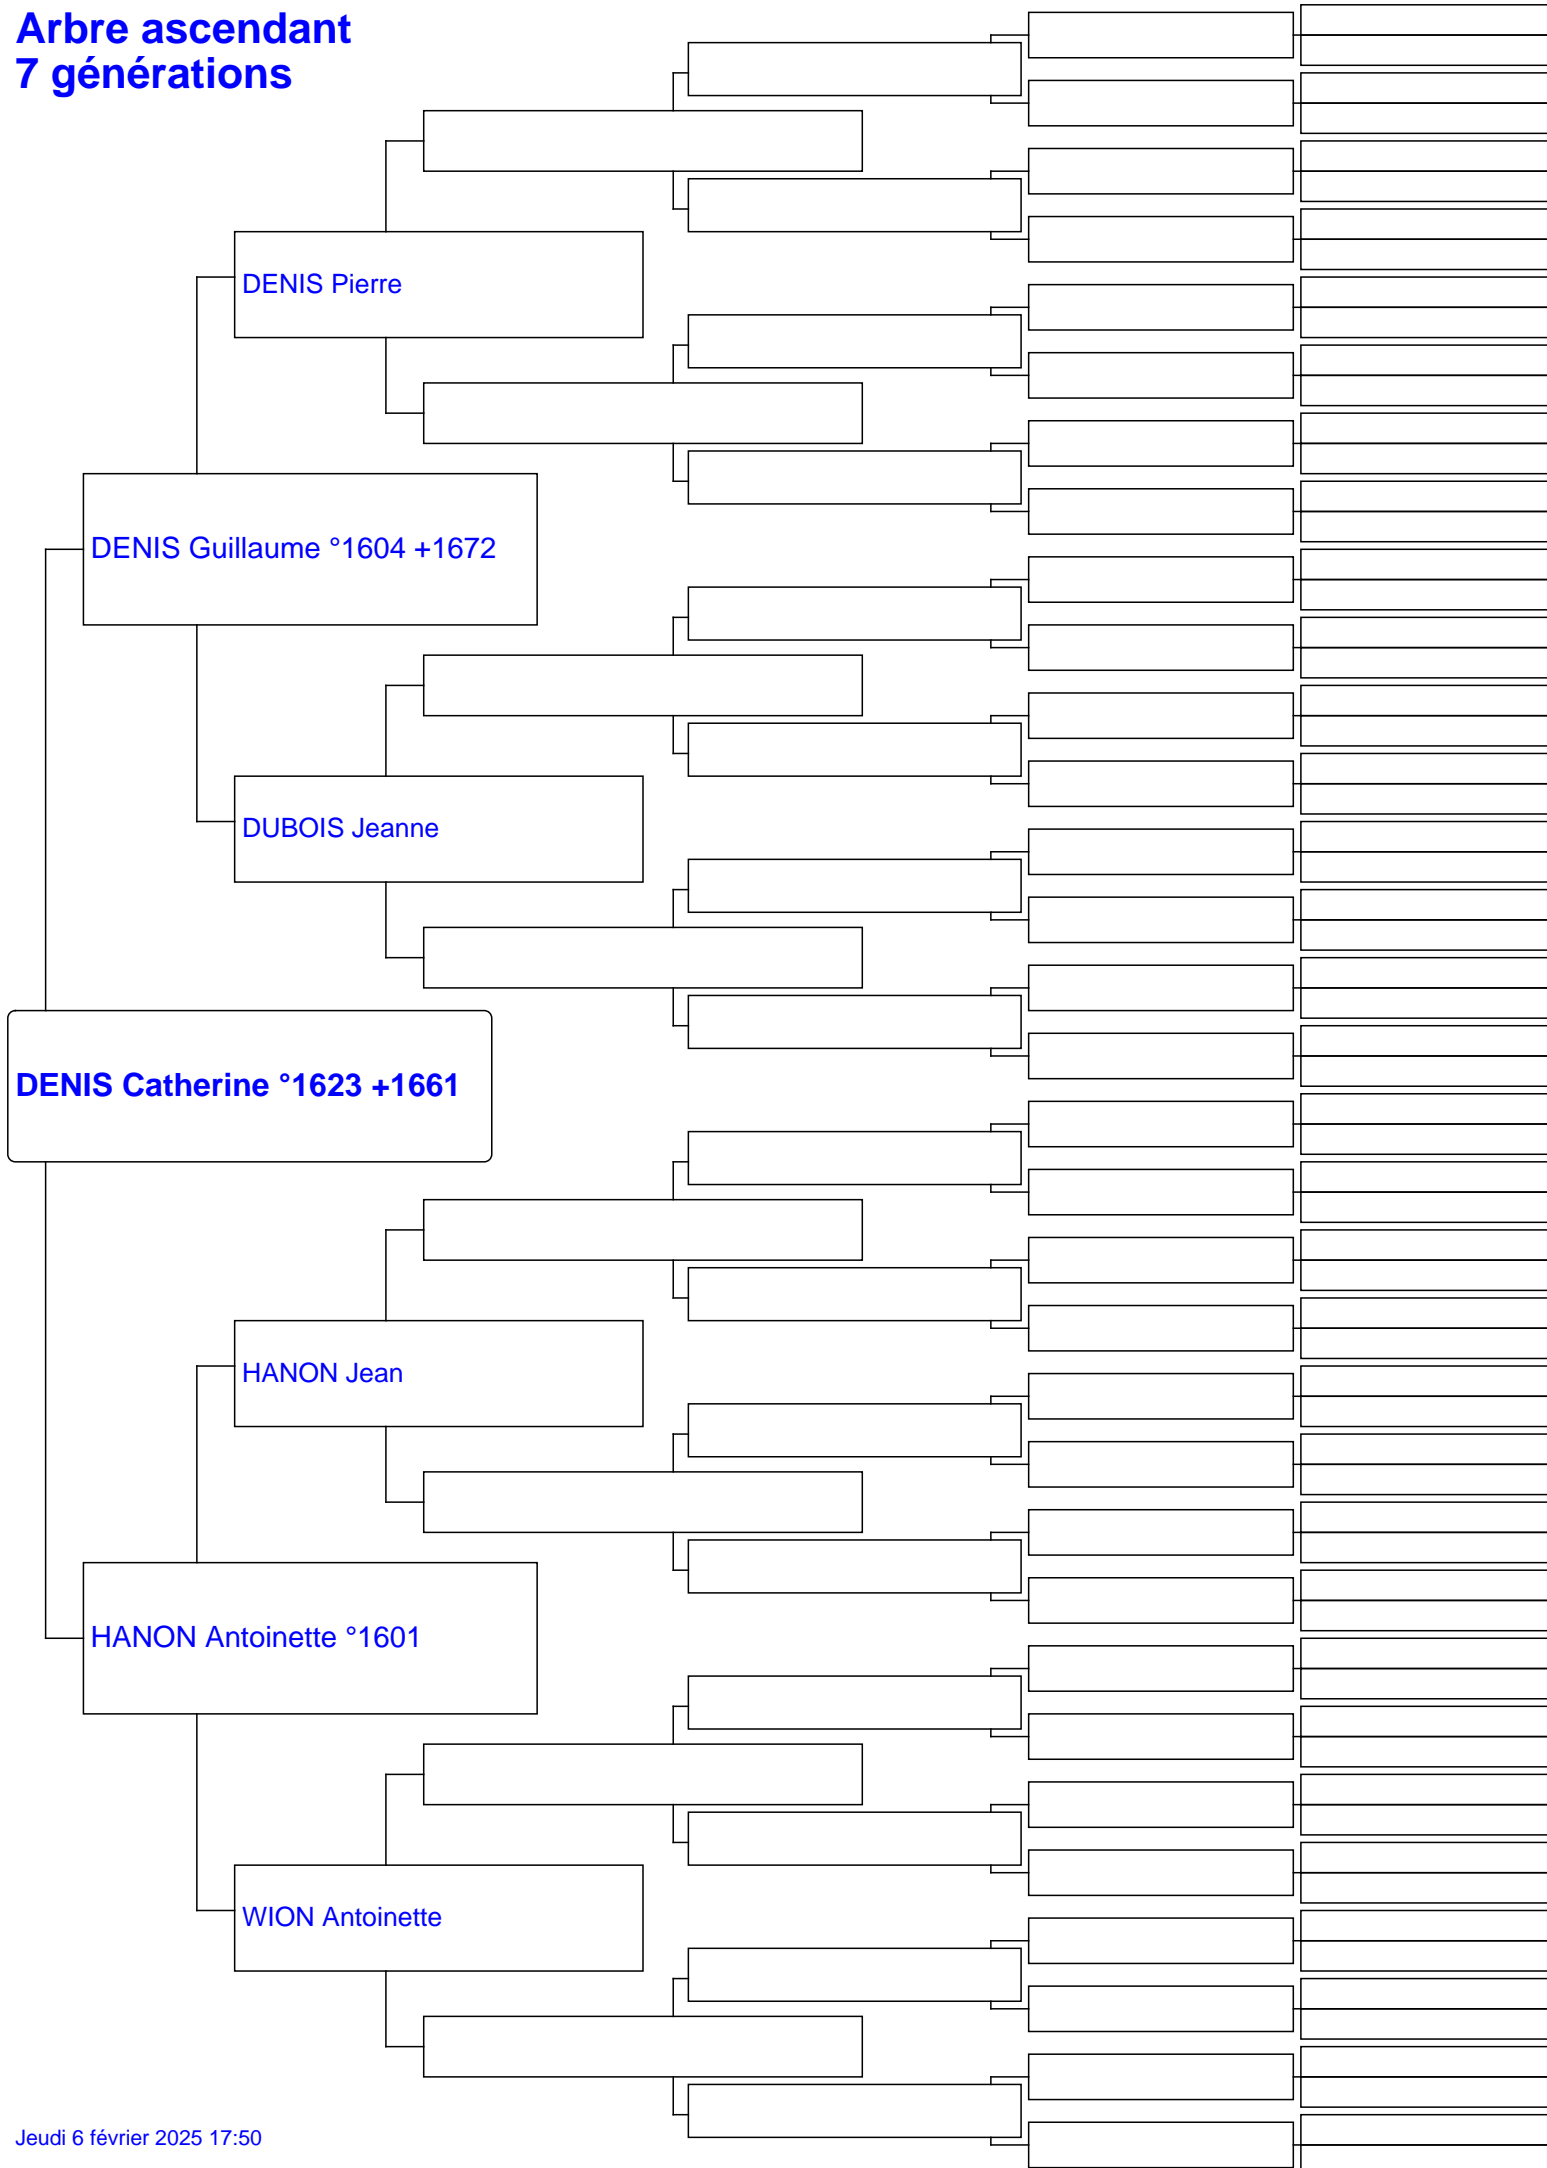 Arbre ascendant
7 générations
DENIS Pierre
DENIS Guillaume °1604 +1672
DUBOIS Jeanne
DENIS Catherine °1623 +1661
HANON Jean
HANON Antoinette °1601
WION Antoinette
Jeudi 6 février 2025 17:50